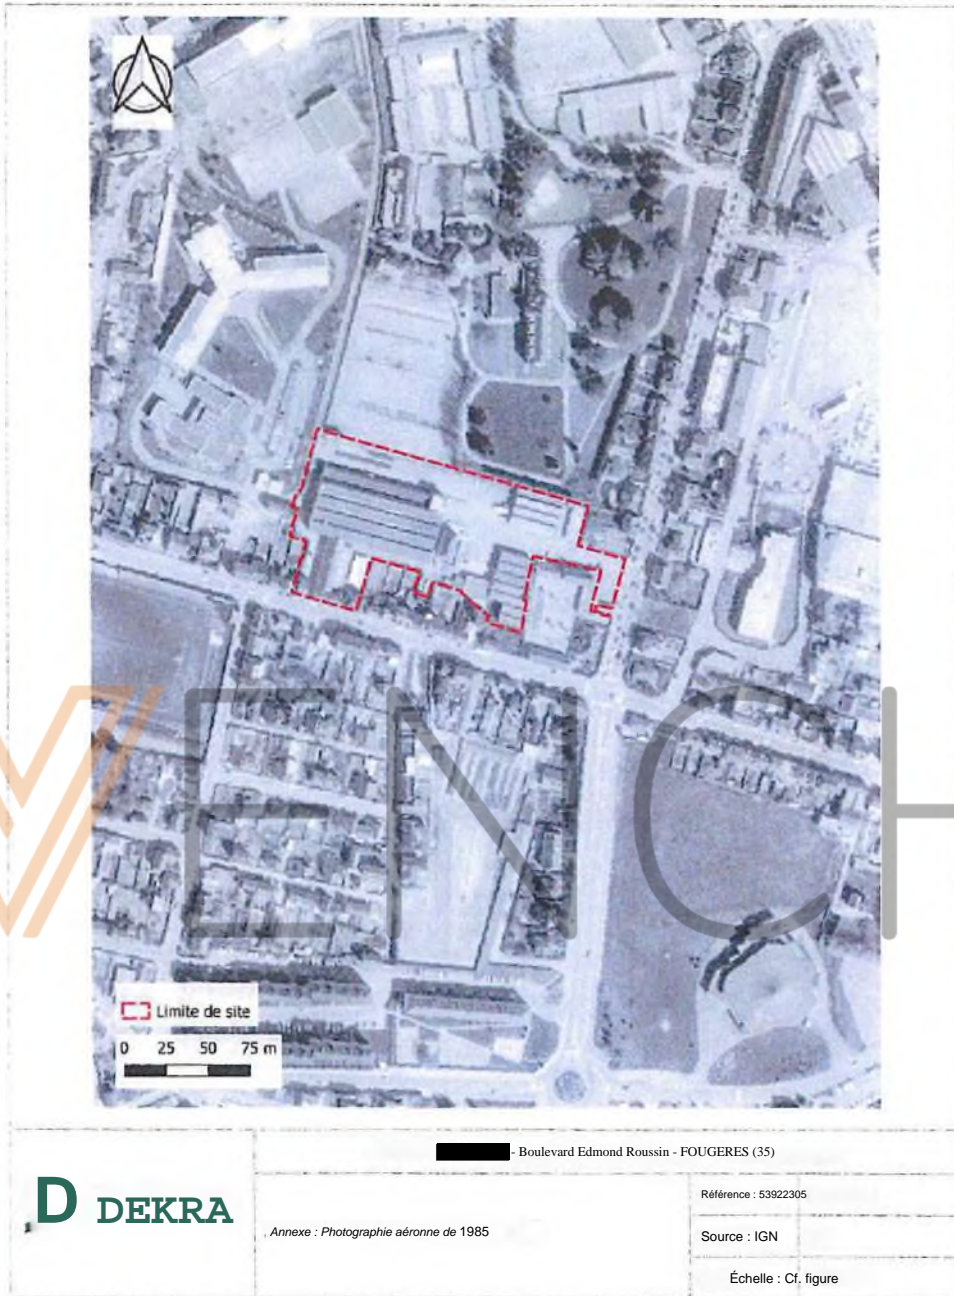 Limite de site
0 25 50 75 m
VENCH
- Boulevard Edmond Roussin - FOUGERES (35)
D DEKRA
Annexe : Photographie aéronne de 1985
Référence : 53922305
Source : IGN
Échelle : Cf. figure